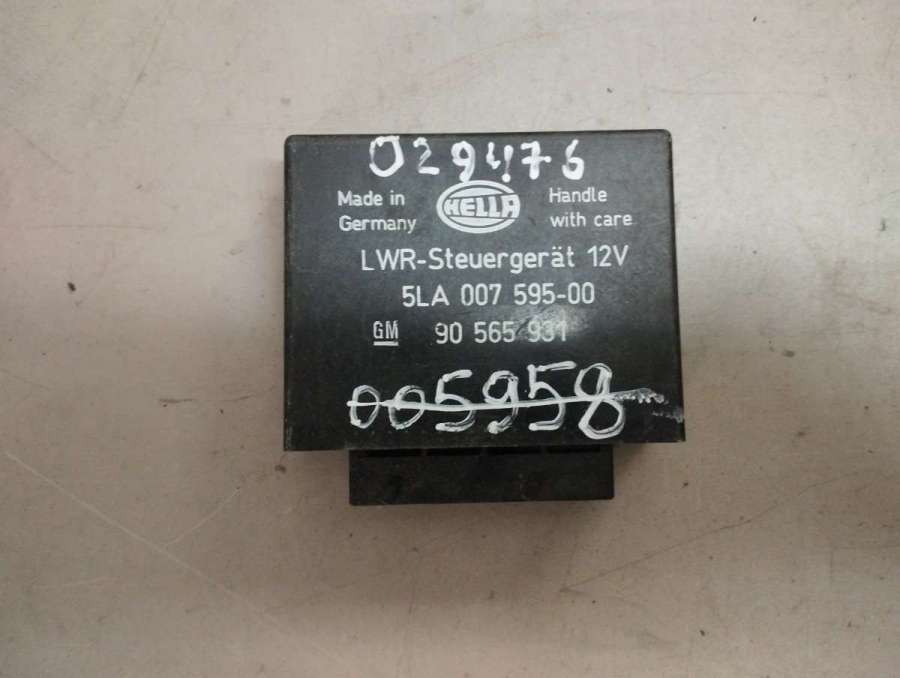 029476
Made in
Germany
HELLA
Handle
with care
LWR-Steuergerät 12V
5LA 007 595-00
GM 90 565 931
005958